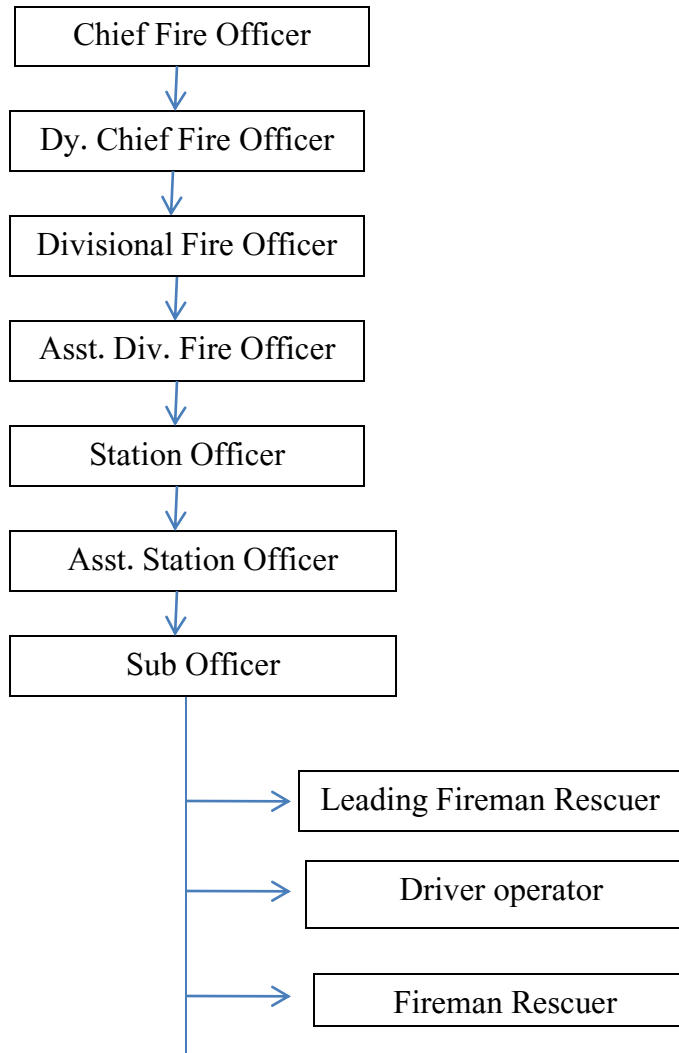 Chief Fire Officer
Dy. Chief Fire Officer
Divisional Fire Officer
Asst. Div. Fire Officer
Station Officer
Asst. Station Officer
Sub Officer
Leading Fireman Rescuer
Driver operator
Fireman Rescuer